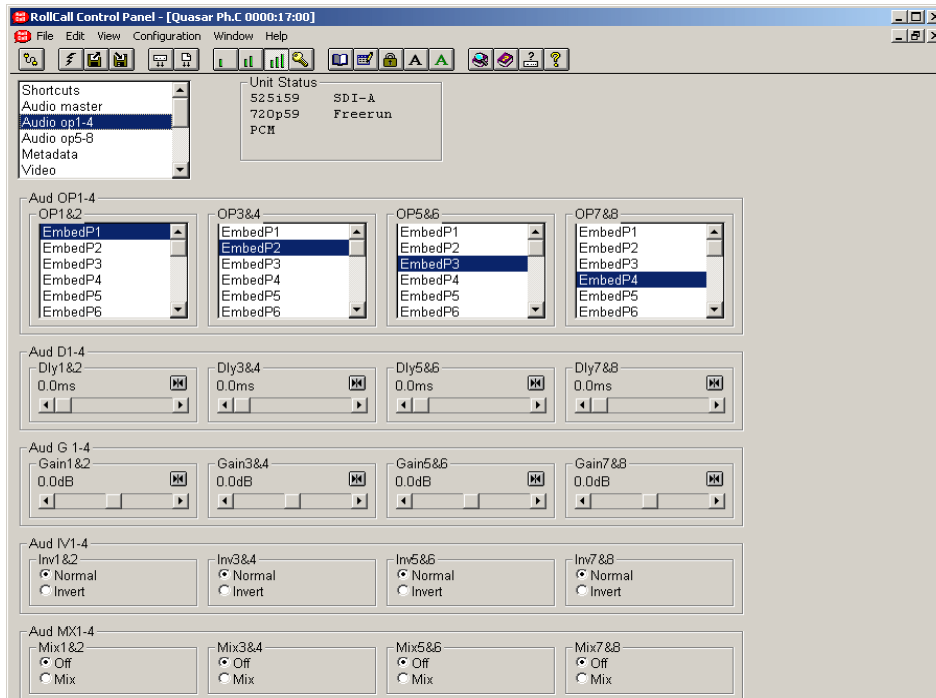 RollCall Control Panel - [Quasar Ph.C 0000:17:00]
File Edit View Configuration Window Help
Shortcuts
Audio master
Audio op1-4
Audio op5-8
Metadata
Video
Unit Status
525i59 SDI-A
720p59 Freerun
PCM
Aud OP1-4
OP1&2 OP3&4 OP5&6 OP7&8
EmbedP1 EmbedP1 EmbedP1 EmbedP1
EmbedP2 EmbedP2 EmbedP2 EmbedP2
EmbedP3 EmbedP3 EmbedP3 EmbedP3
EmbedP4 EmbedP4 EmbedP4 EmbedP4
EmbedP5 EmbedP5 EmbedP5 EmbedP5
EmbedP6 EmbedP6 EmbedP6 EmbedP6
Aud D1-4
Dly1&2 Dly3&4 Dly5&6 Dly7&8
0.0ms 0.0ms 0.0ms 0.0ms
Aud G 1-4
Gain1&2 Gain3&4 Gain5&6 Gain7&8
0.0dB 0.0dB 0.0dB 0.0dB
Aud IV1-4
Inv1&2 Inv3&4 Inv5&6 Inv7&8
Normal Normal Normal Normal
Invert Invert Invert Invert
Aud MX1-4
Mix1&2 Mix3&4 Mix5&6 Mix7&8
Off Off Off Off
Mix Mix Mix Mix